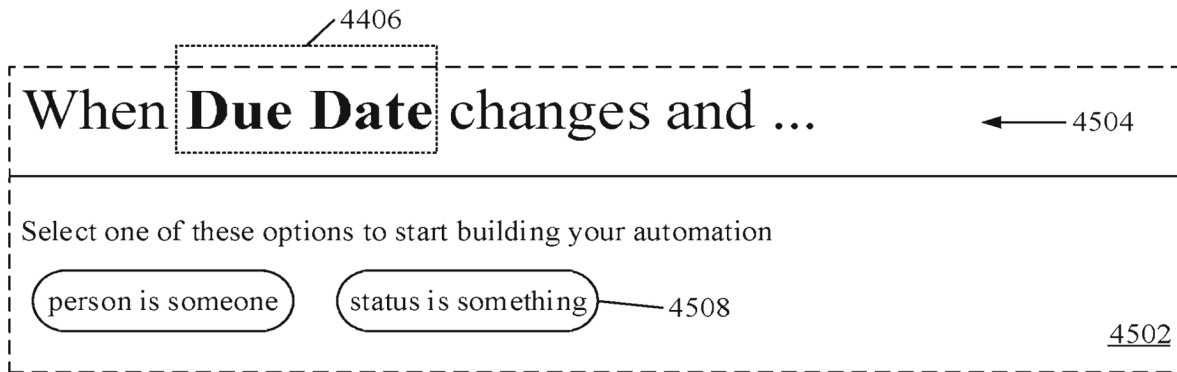 4406
When Due Date changes and ...
4504
Select one of these options to start building your automation
person is someone
status is something
4508
4502